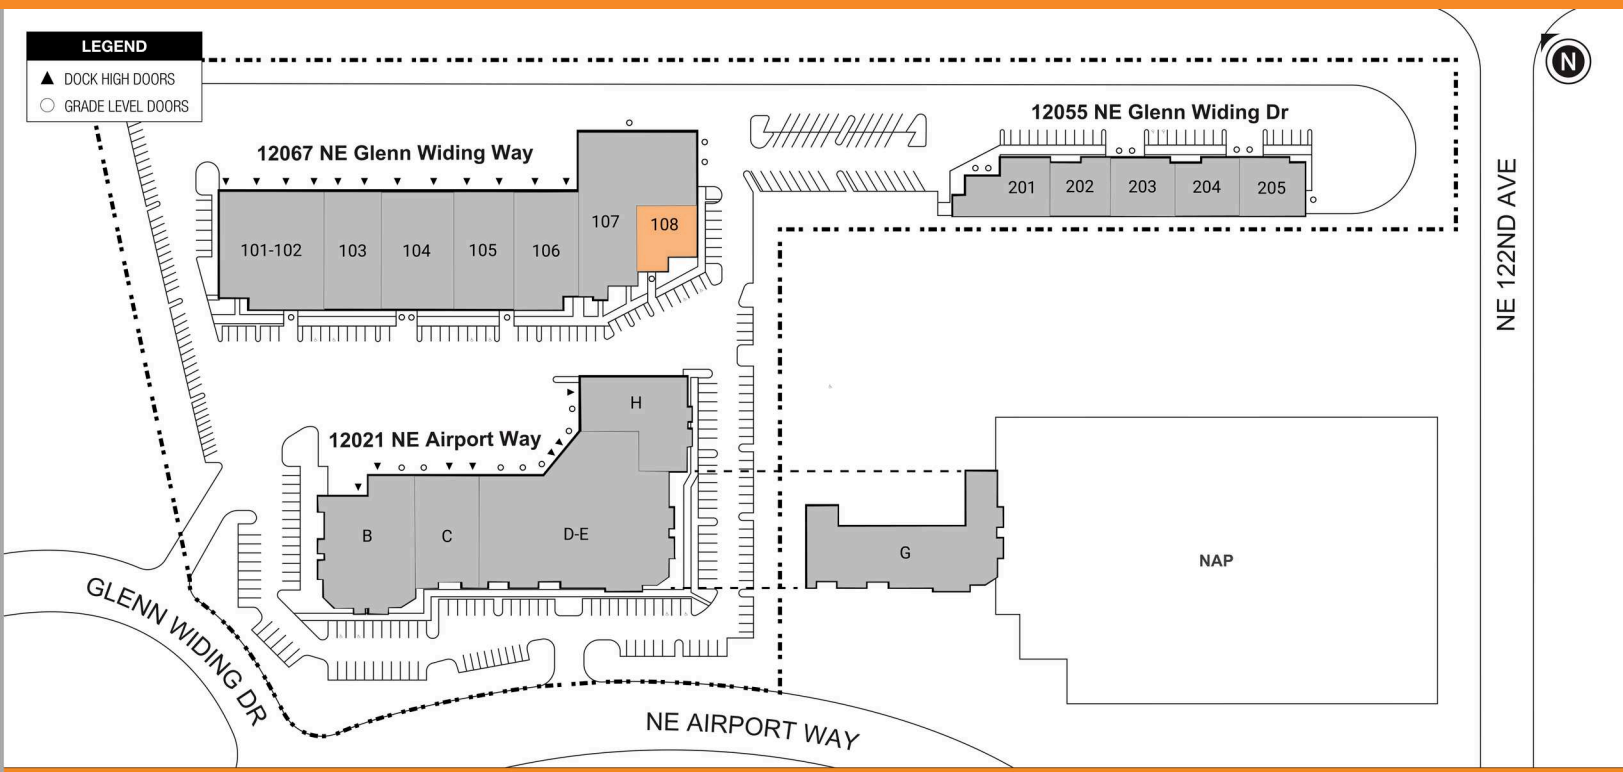 LEGEND
DOCK HIGH DOORS
GRADE LEVEL DOORS
N
12067 NE Glenn Widing Way
101-102
103
104
105
106
107
108
12055 NE Glenn Widing Dr
201
202
203
204
205
NE 122ND AVE
12021 NE Airport Way
H
B
C
D-E
G
NAP
GLENN WIDING DR
NE AIRPORT WAY